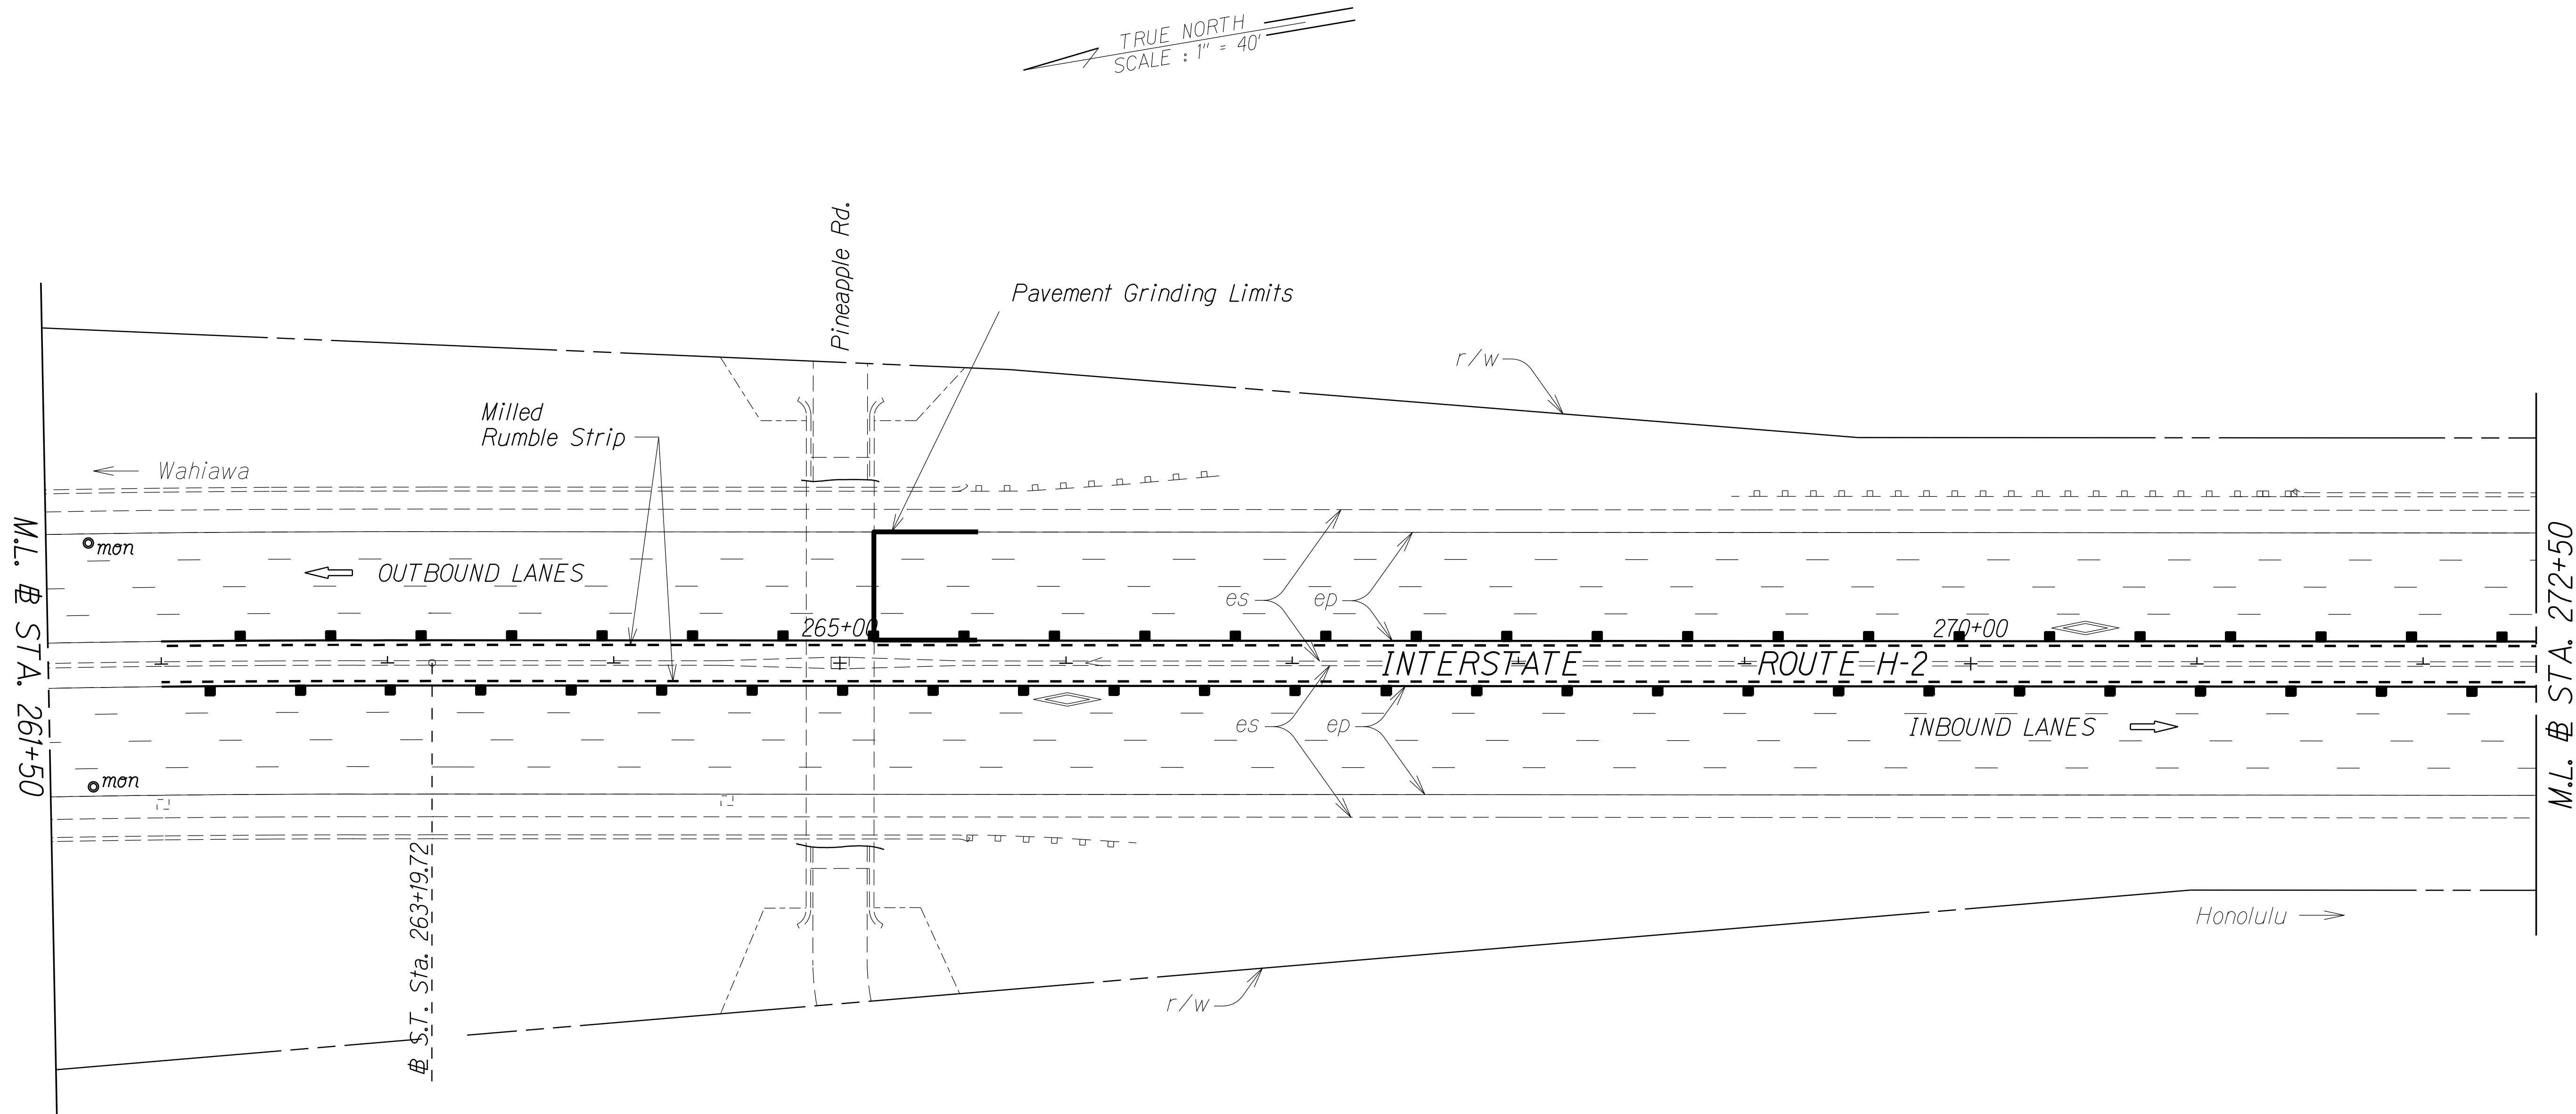 TRUE NORTH
SCALE : 1" = 40'
Pineapple Rd.
Pavement Grinding Limits
r/w
Milled
Rumble Strip
Wahiawa
M.L. ⅊ STA. 261+50
mon
OUTBOUND LANES
es
ep
265+00
270+00
INTERSTATE ROUTE H-2
M.L. ⅊ STA. 272+50
es
ep
INBOUND LANES
mon
⅊ S.T. Sta. 263+19.72
Honolulu
r/w